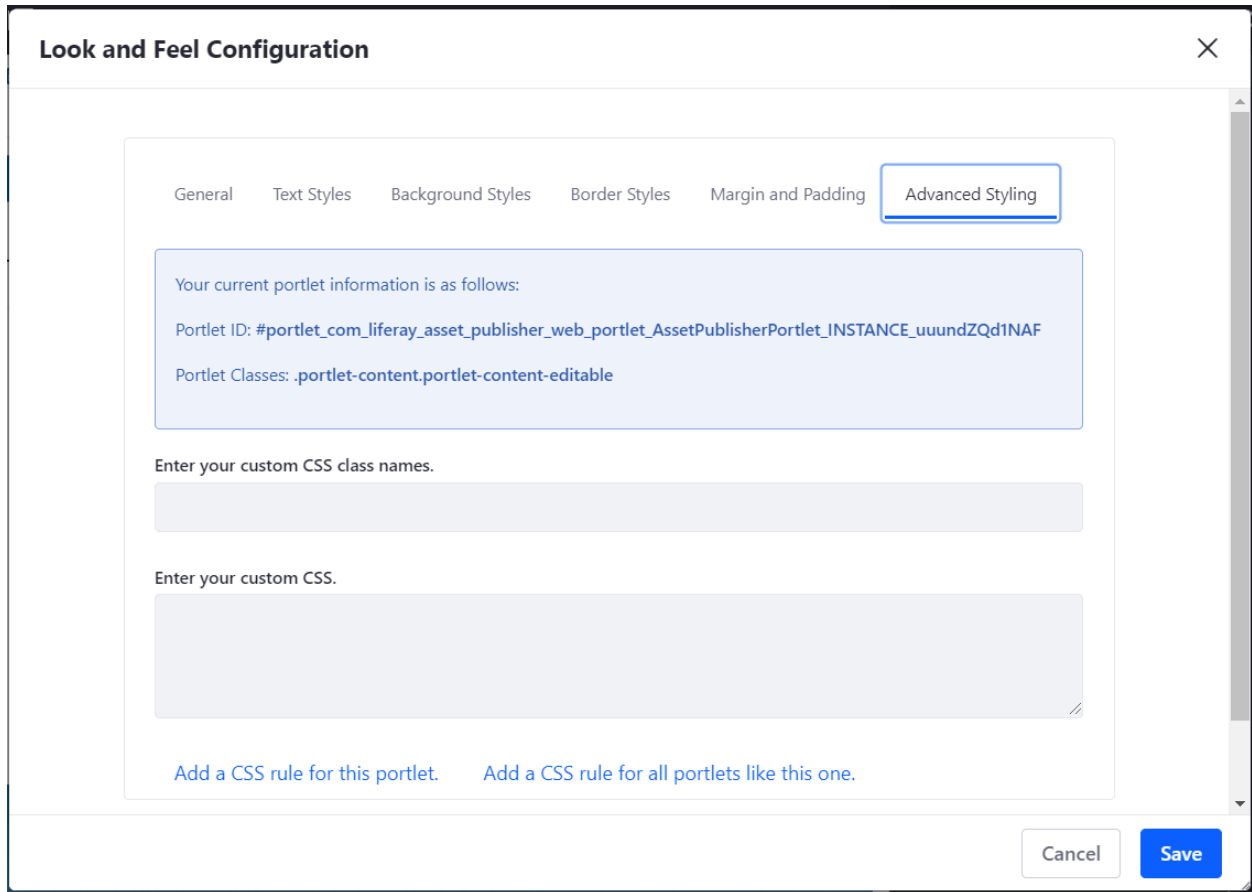 Look and Feel Configuration
General Text Styles Background Styles Border Styles Margin and Padding Advanced Styling
Your current portlet information is as follows:
Portlet ID: #portlet_com_liferay_asset_publisher_web_portlet_AssetPublisherPortlet_INSTANCE_uuundZQd1NAF
Portlet Classes: .portlet-content.portlet-content-editable
Enter your custom CSS class names.
Enter your custom CSS.
Add a CSS rule for this portlet. Add a CSS rule for all portlets like this one.
Cancel Save